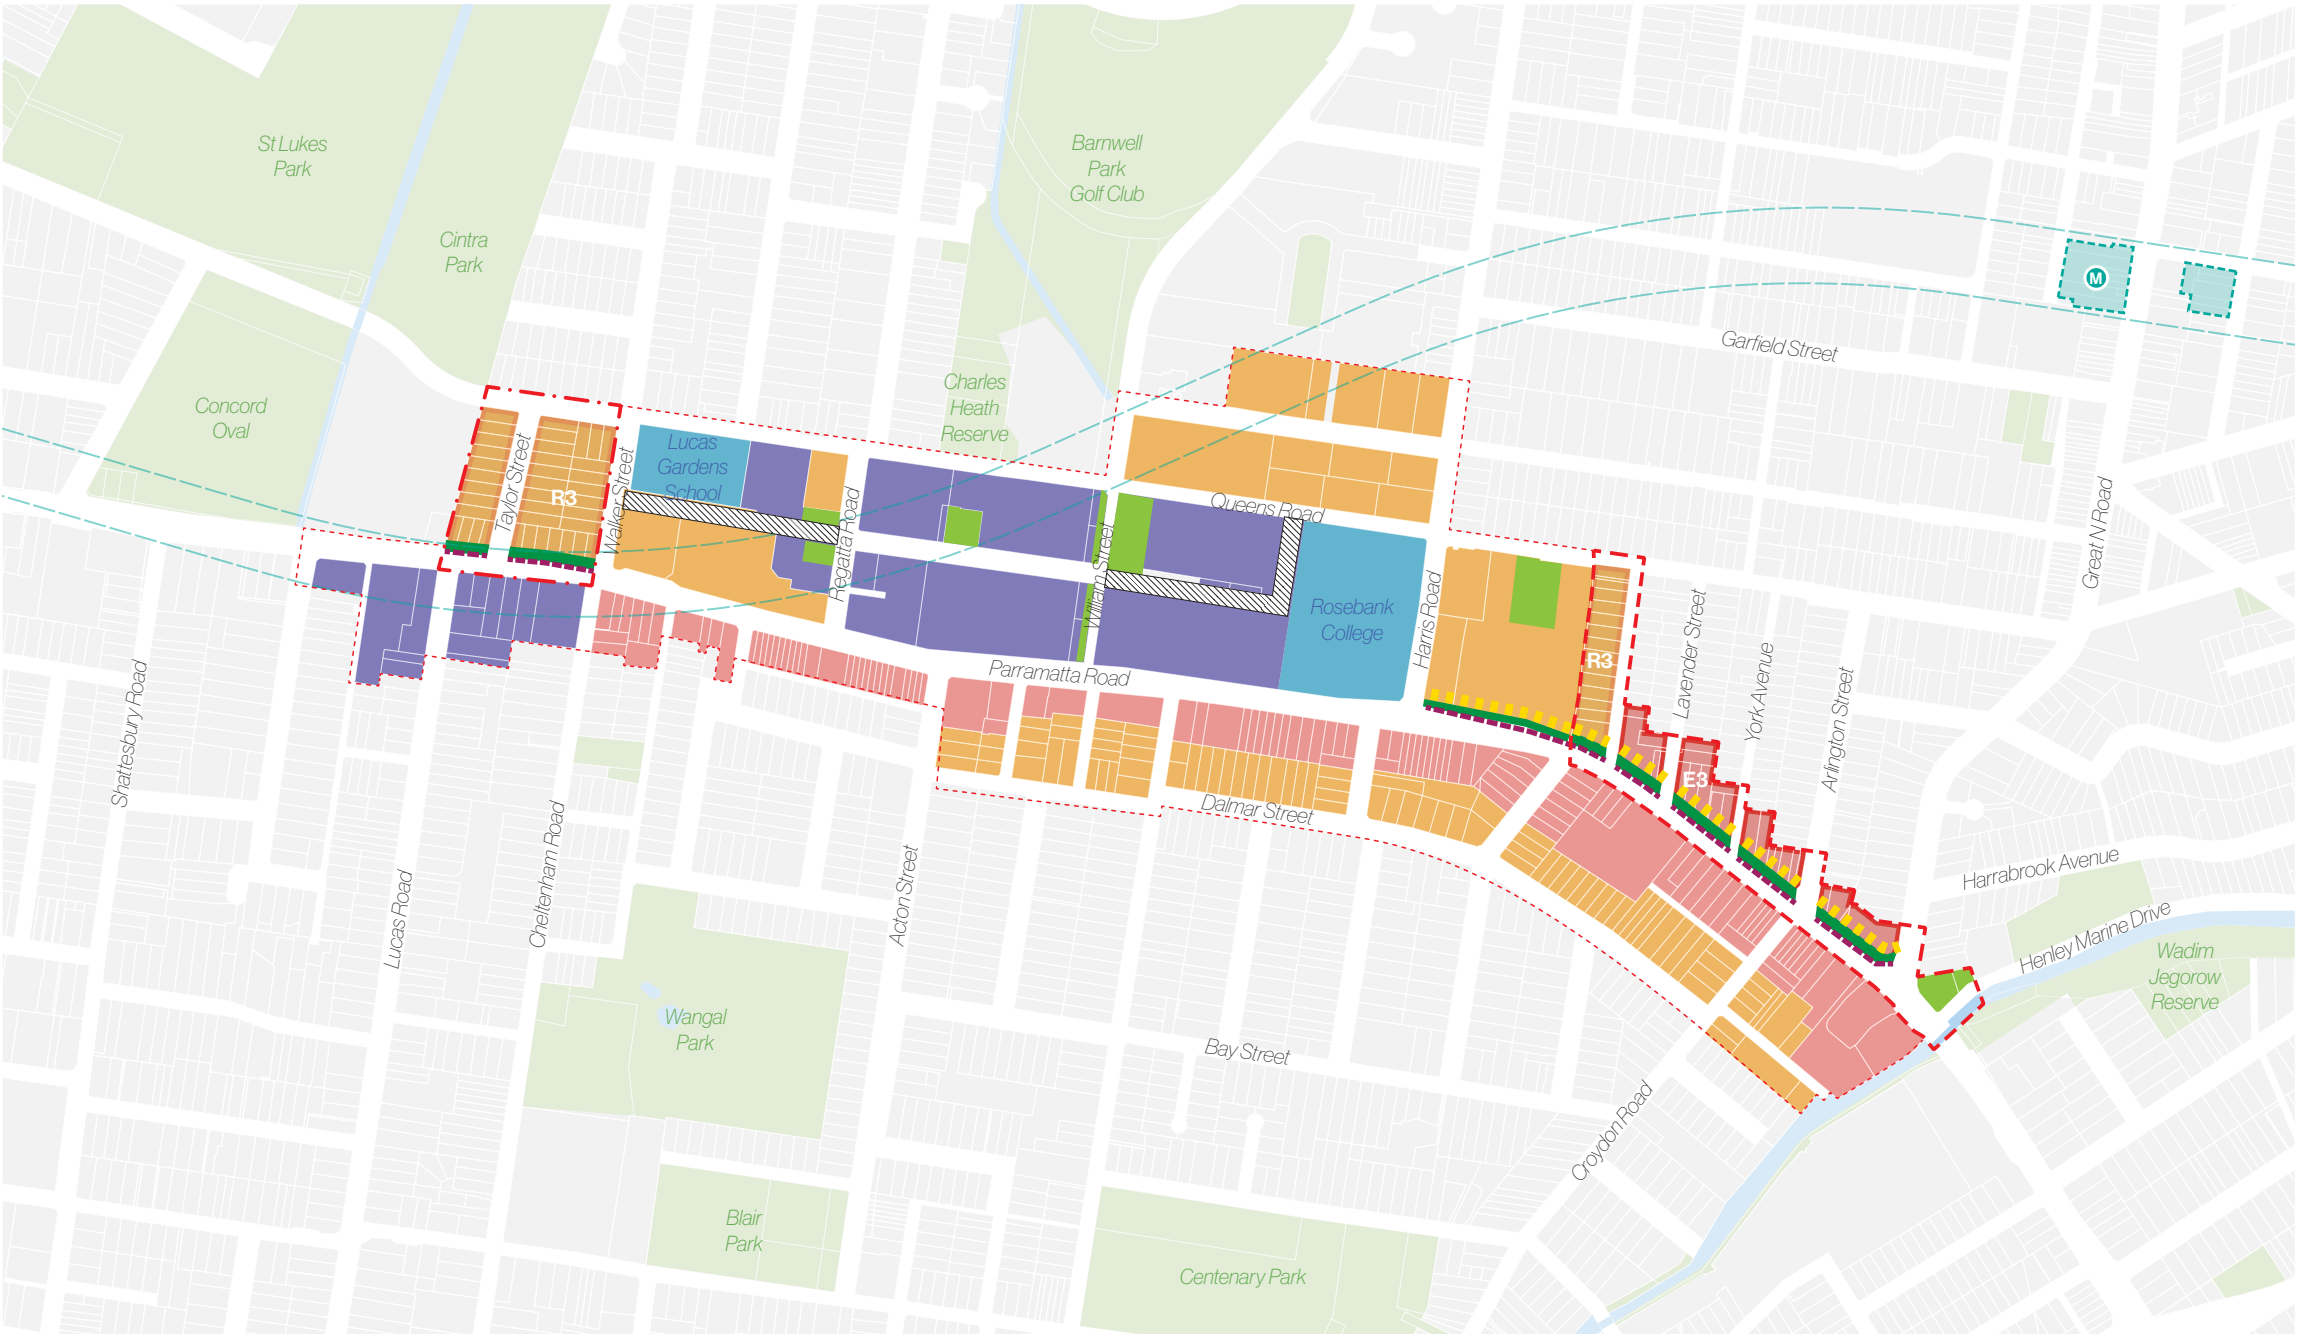 St Lukes
Park
Barnwell
Park
Golf Club
Cintra
Park
M
Garfield Street
Charles
Heath
Reserve
Concord
Oval
Lucas
Gardens
School
Taylor Street
R3
Walker Street
Regatta Road
William Street
Queens Road
Great N Road
Rosebank
College
Harris Road
R3
Lavender Street
York Avenue
Arlington Street
Parramatta Road
Shattesbury Road
E3
Dalmar Street
Lucas Road
Cheltenham Road
Acton Street
Harrabrook Avenue
Henley Marine Drive
Wadim
Jegorow
Reserve
Wangal
Park
Bay Street
Croydon Road
Blair
Park
Centenary Park